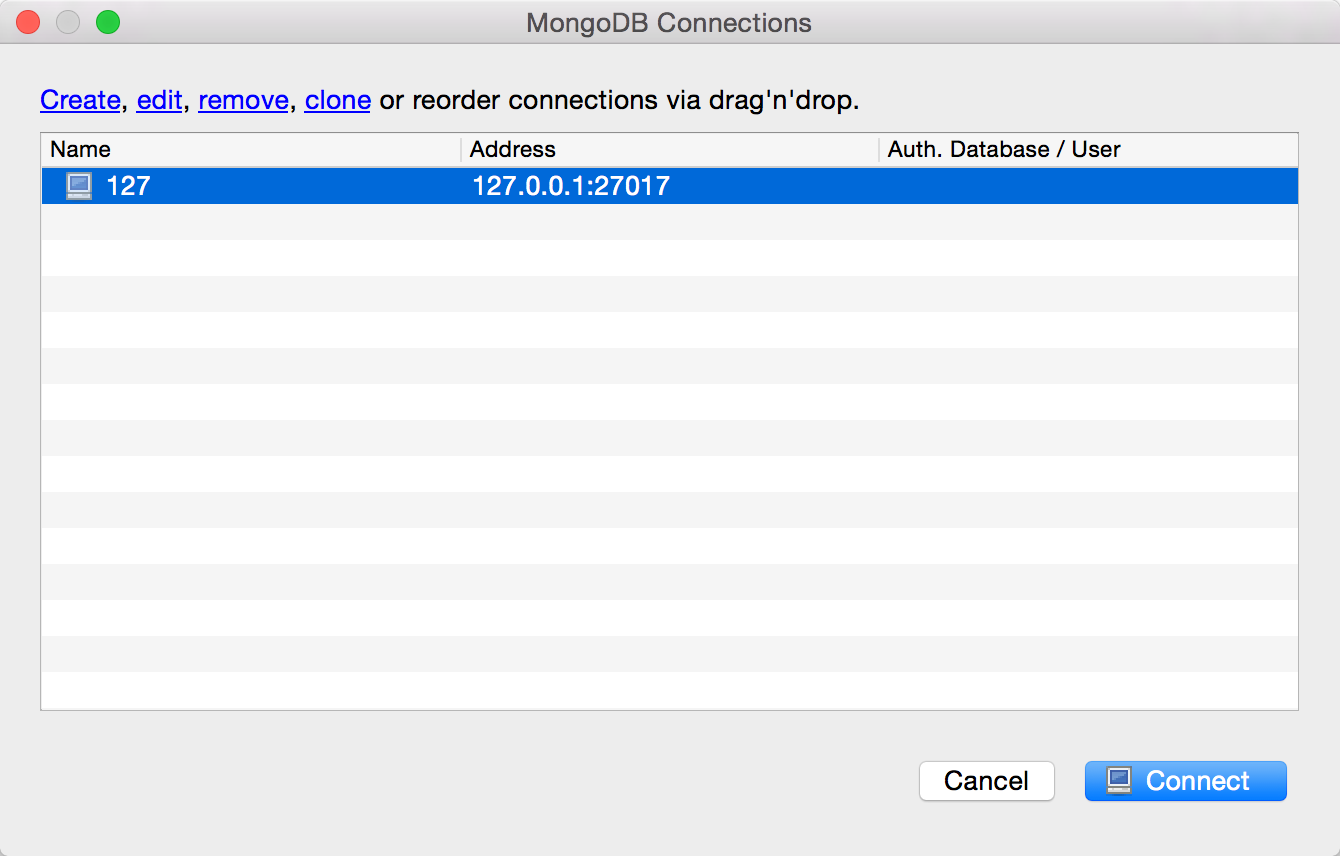 MongoDB Connections
Create, edit, remove, clone or reorder connections via drag'n'drop.
Name Address Auth. Database / User
127 127.0.0.1:27017
Cancel Connect